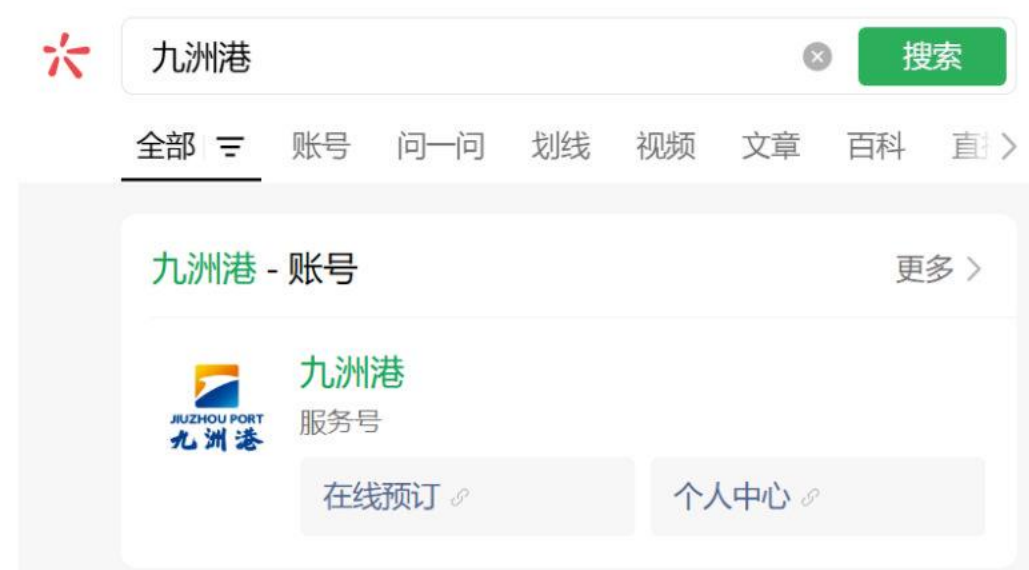 九洲港 搜索
全部 账号 问一问 划线 视频 文章 百科
九洲港 - 账号 更多
九洲港
服务号
JIUZHOU PORT
九洲港
在线预订 个人中心